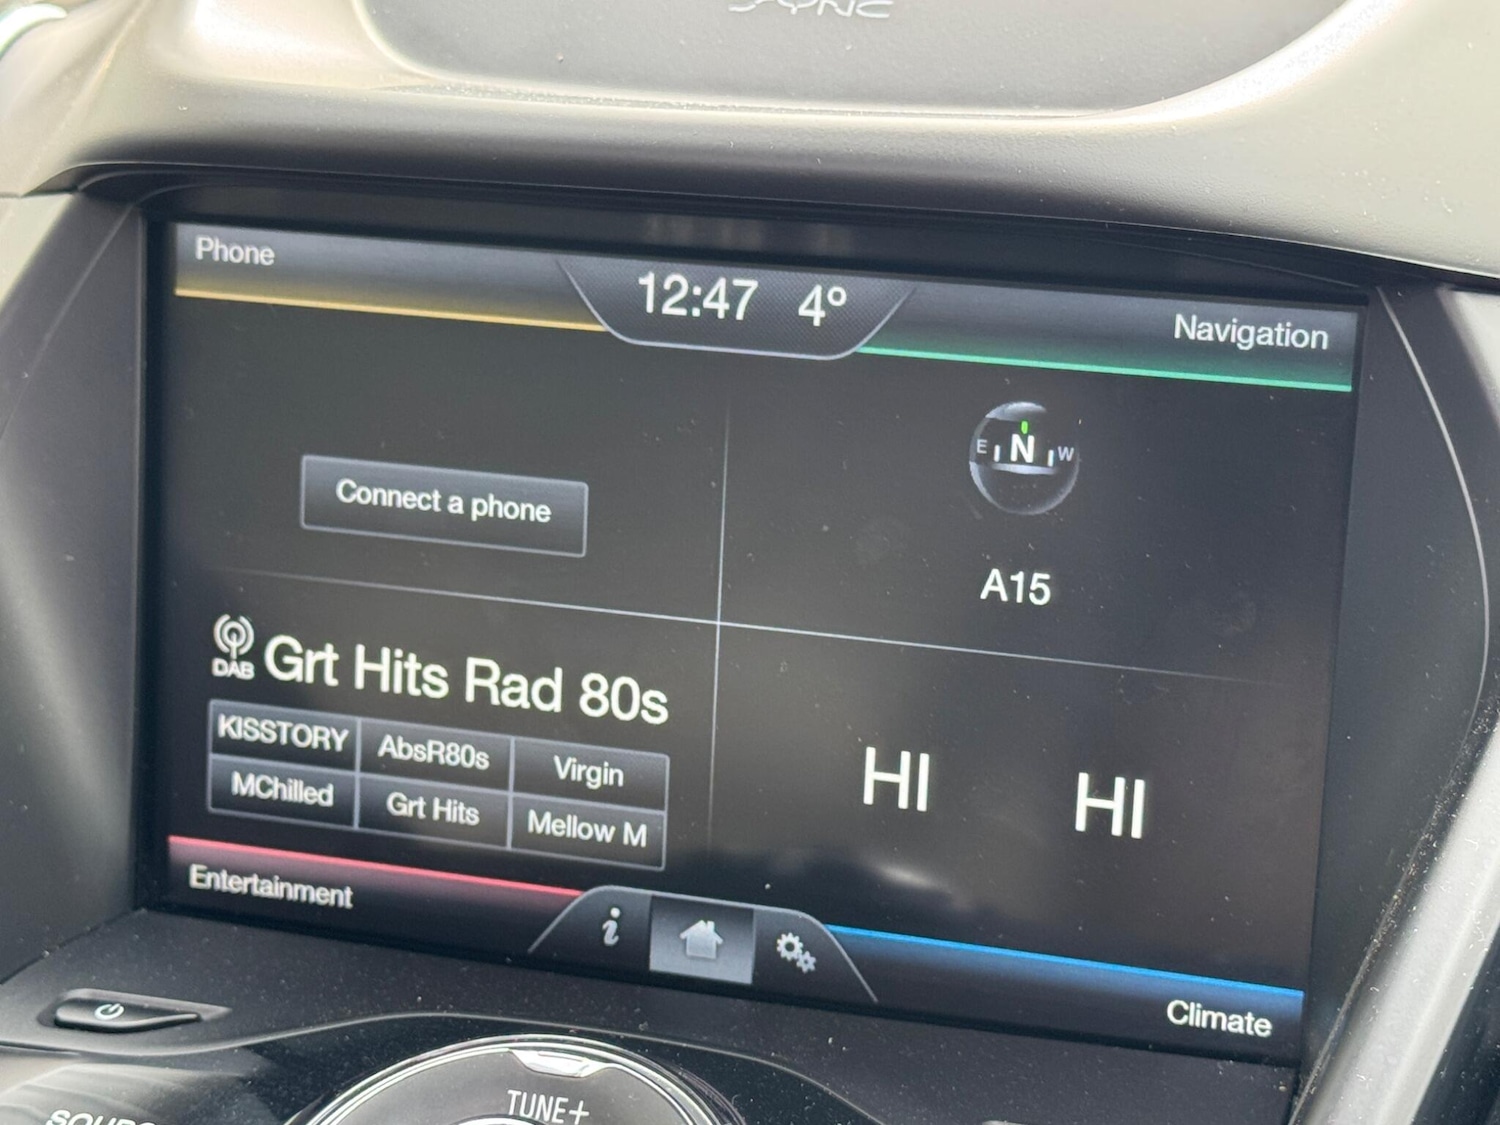 SYNC
Phone
12:47 4°
Navigation
E N W
Connect a phone
A15
DAB Grt Hits Rad 80s
KISSTORY AbsR80s Virgin
MChilled Grt Hits Mellow M
HI HI
Entertainment
i
Climate
TUNE+